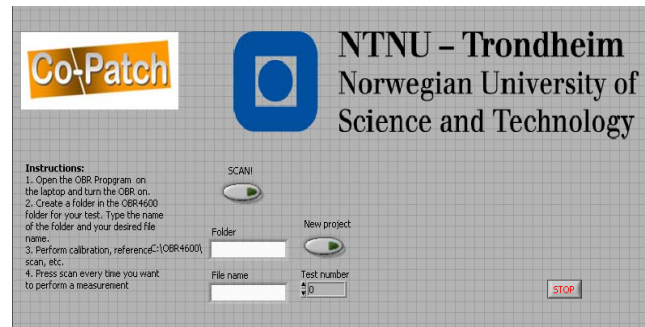 Co-Patch
NTNU – Trondheim
Norwegian University of
Science and Technology
Instructions:
1. Open the OBR Propgram on
the laptop and turn the OBR on.
2. Create a folder in the OBR4600
folder for your test. Type the name
of the folder and your desired file
name.
3. Perform calibration, reference
scan, etc.
4. Press scan every time you want
to perform a measurement
SCAN!
Folder
C:\OBR4600\
New project
File name
Test number
0
STOP